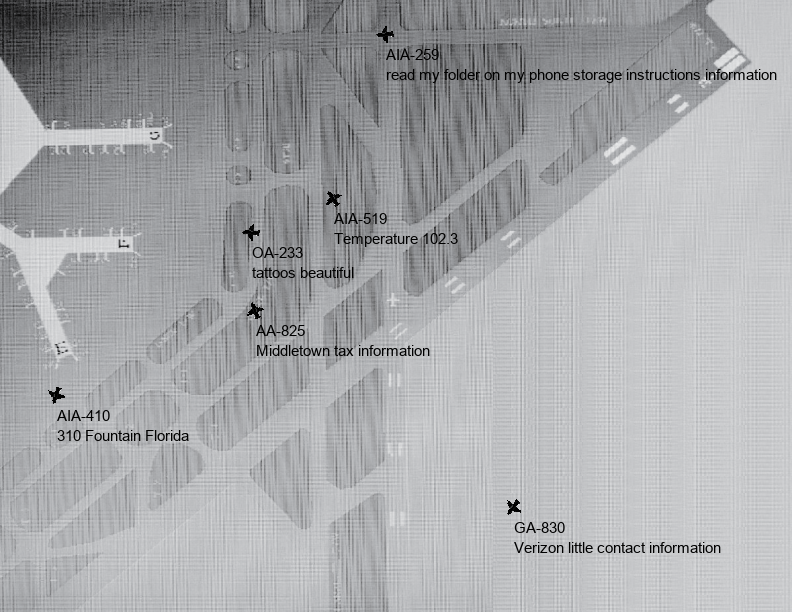 AIA-259
read my folder on my phone storage instructions information
AIA-519
Temperature 102.3
OA-233
tattoos beautiful
AA-825
Middletown tax information
AIA-410
310 Fountain Florida
GA-830
Verizon little contact information